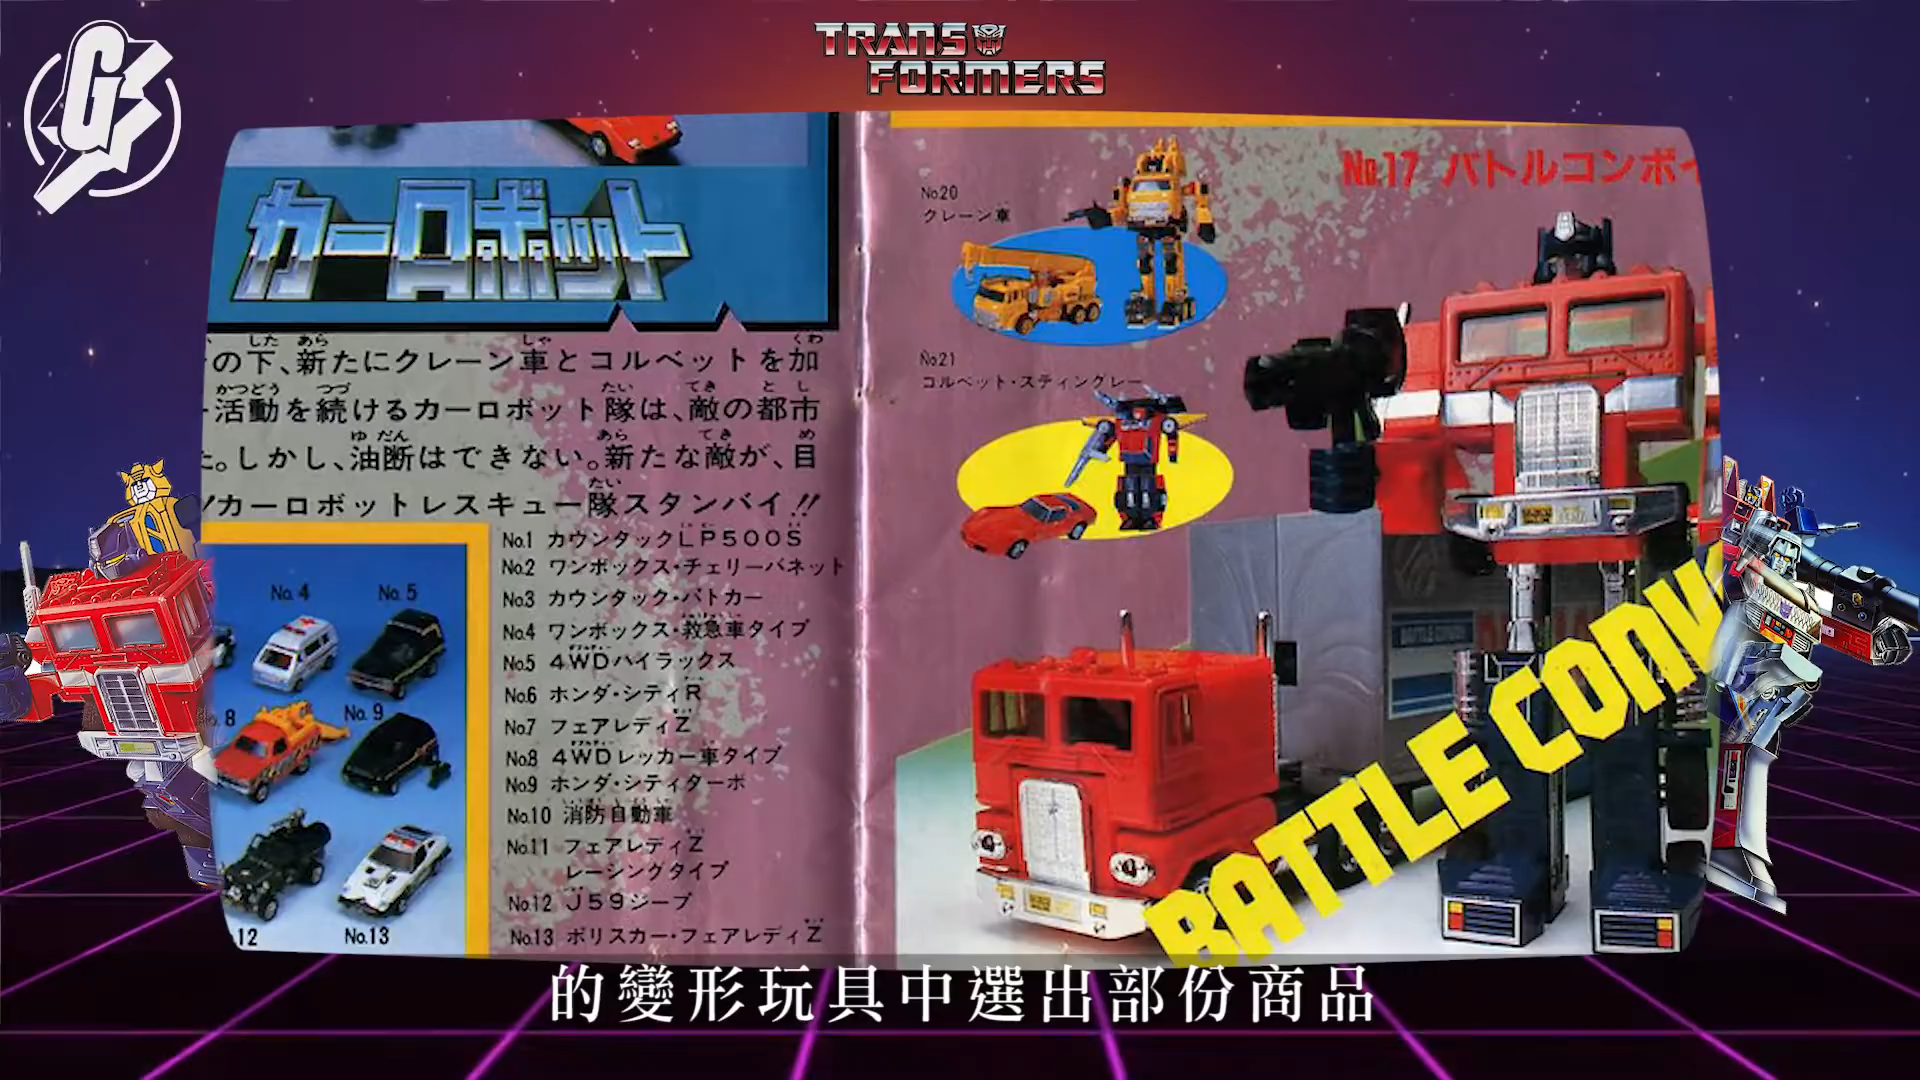 TRANSFORMERS
カーロボット
の下、新たにクレーン車とコルベットを加
活動を続けるカーロボット隊は、敵の都市
。しかし、油断はできない。新たな敵が、目
カーロボットレスキュー隊スタンバイ!!
No.4
No.5
8
No.9
12
No.13
No.1 カウンタックLP500S
No.2 ワンボックス・チェリーバネット
No.3 カウンタック・パトカー
No.4 ワンボックス・救急車タイプ
No.5 4WDハイラックス
No.6 ホンダ・シティR
No.7 フェアレディZ
No.8 4WDレッカー車タイプ
No.9 ホンダ・シティターボ
No.10 消防自動車
No.11 フェアレディZ
レーシングタイプ
No.12 J59ジープ
No.13 ポリスカー・フェアレディZ
No.20
クレーン車
No.21
コルベット・スティングレー
No.17 バトルコンボイ
BATTLE CONV
的變形玩具中選出部份商品